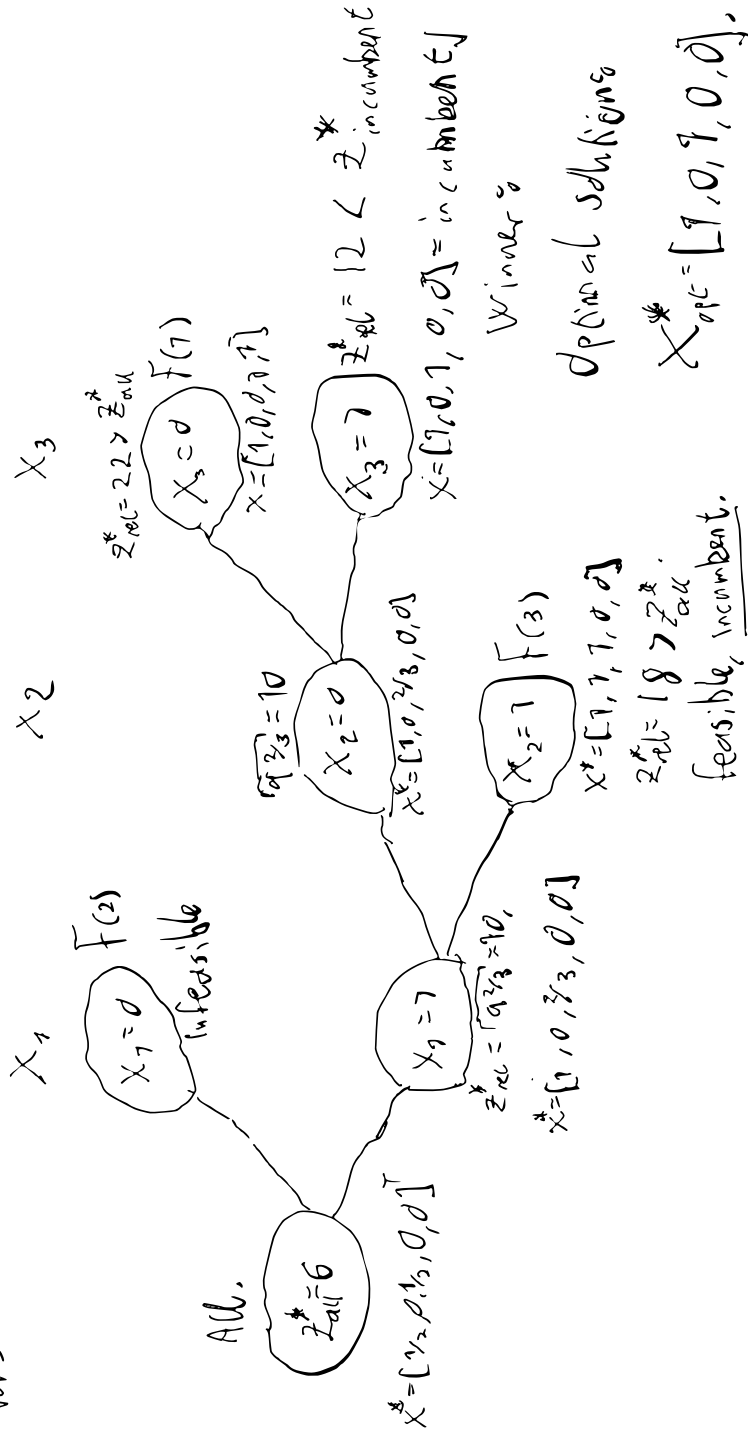 X₁
X₂
X₃
All.
Z*all=6
X*=[1/2,0,1/2,0,0]ᵀ
X₁=0
F(2)
infeasible
X₁=1
Z*rel=⌈9 2/3⌉=10,
X*=[1,0,2/3,0,0]
⌈9 2/3⌉=10
X₂=0
X*=[1,0,2/3,0,0]
X₂=1
F(3)
X*=[1,1,1,0,0]
Z*rel=18>Z*all.
feasible, incumbent.
Z*rel=22>Z*all
X₃=0
F(1)
X=[1,0,0,1,1]
X₃=1
Z*rel=12<Z*incumbent
X=[1,0,1,0,0]=incumbent]
Winner:
Optimal solution:
X*opt=[1,0,1,0,0].